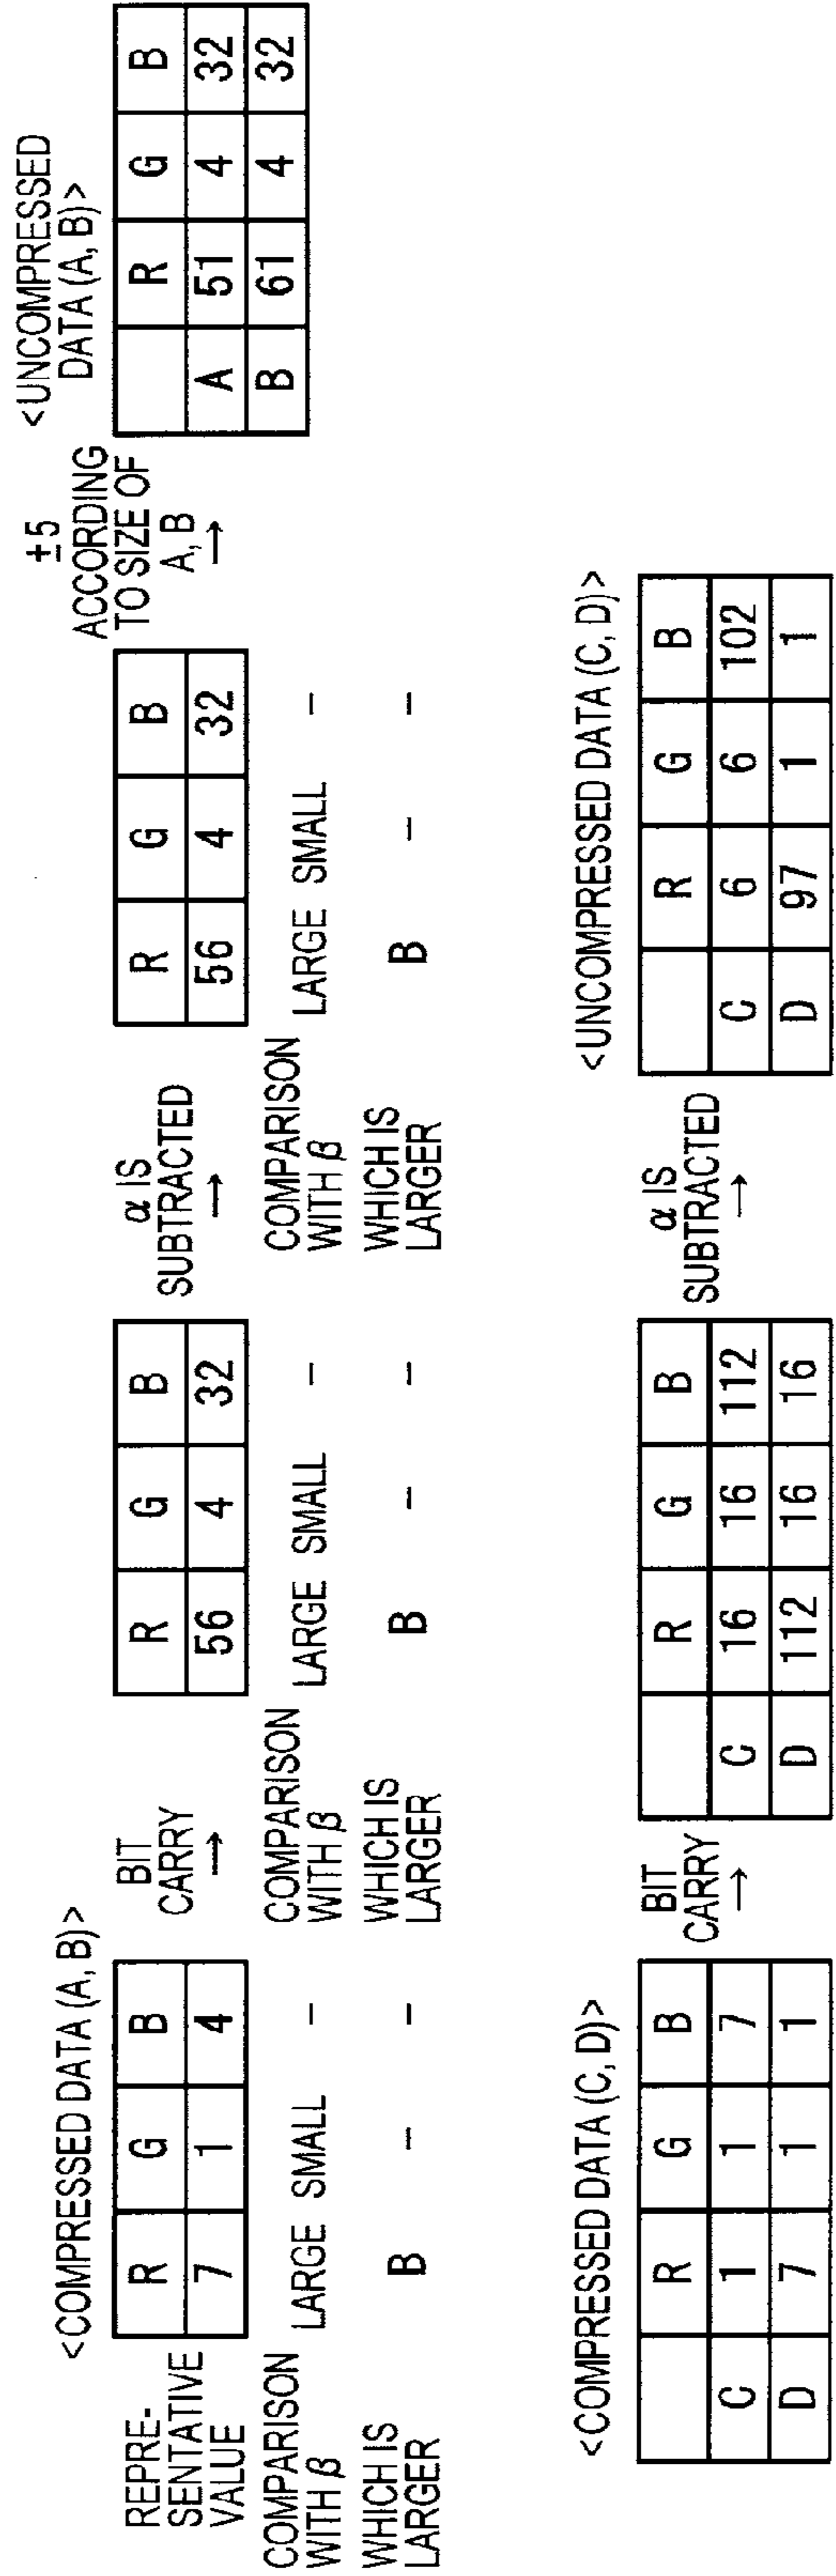 <COMPRESSED DATA (A, B)>
REPRE-
SENTATIVE
VALUE
R G B
7 1 4
COMPARISON
WITH β
LARGE SMALL –
WHICH IS
LARGER
B – –
BIT
CARRY
→
R G B
56 4 32
COMPARISON
WITH β
LARGE SMALL –
WHICH IS
LARGER
B – –
α IS
SUBTRACTED
→
R G B
56 4 32
COMPARISON
WITH β
LARGE SMALL –
WHICH IS
LARGER
B – –
±5
ACCORDING
TO SIZE OF
A, B
→
<UNCOMPRESSED
DATA (A, B)>
R G B
A 51 4 32
B 61 4 32
<COMPRESSED DATA (C, D)>
R G B
C 1 1 7
D 7 1 1
BIT
CARRY
→
R G B
C 16 16 112
D 112 16 16
α IS
SUBTRACTED
→
<UNCOMPRESSED DATA (C, D)>
R G B
C 6 6 102
D 97 1 1